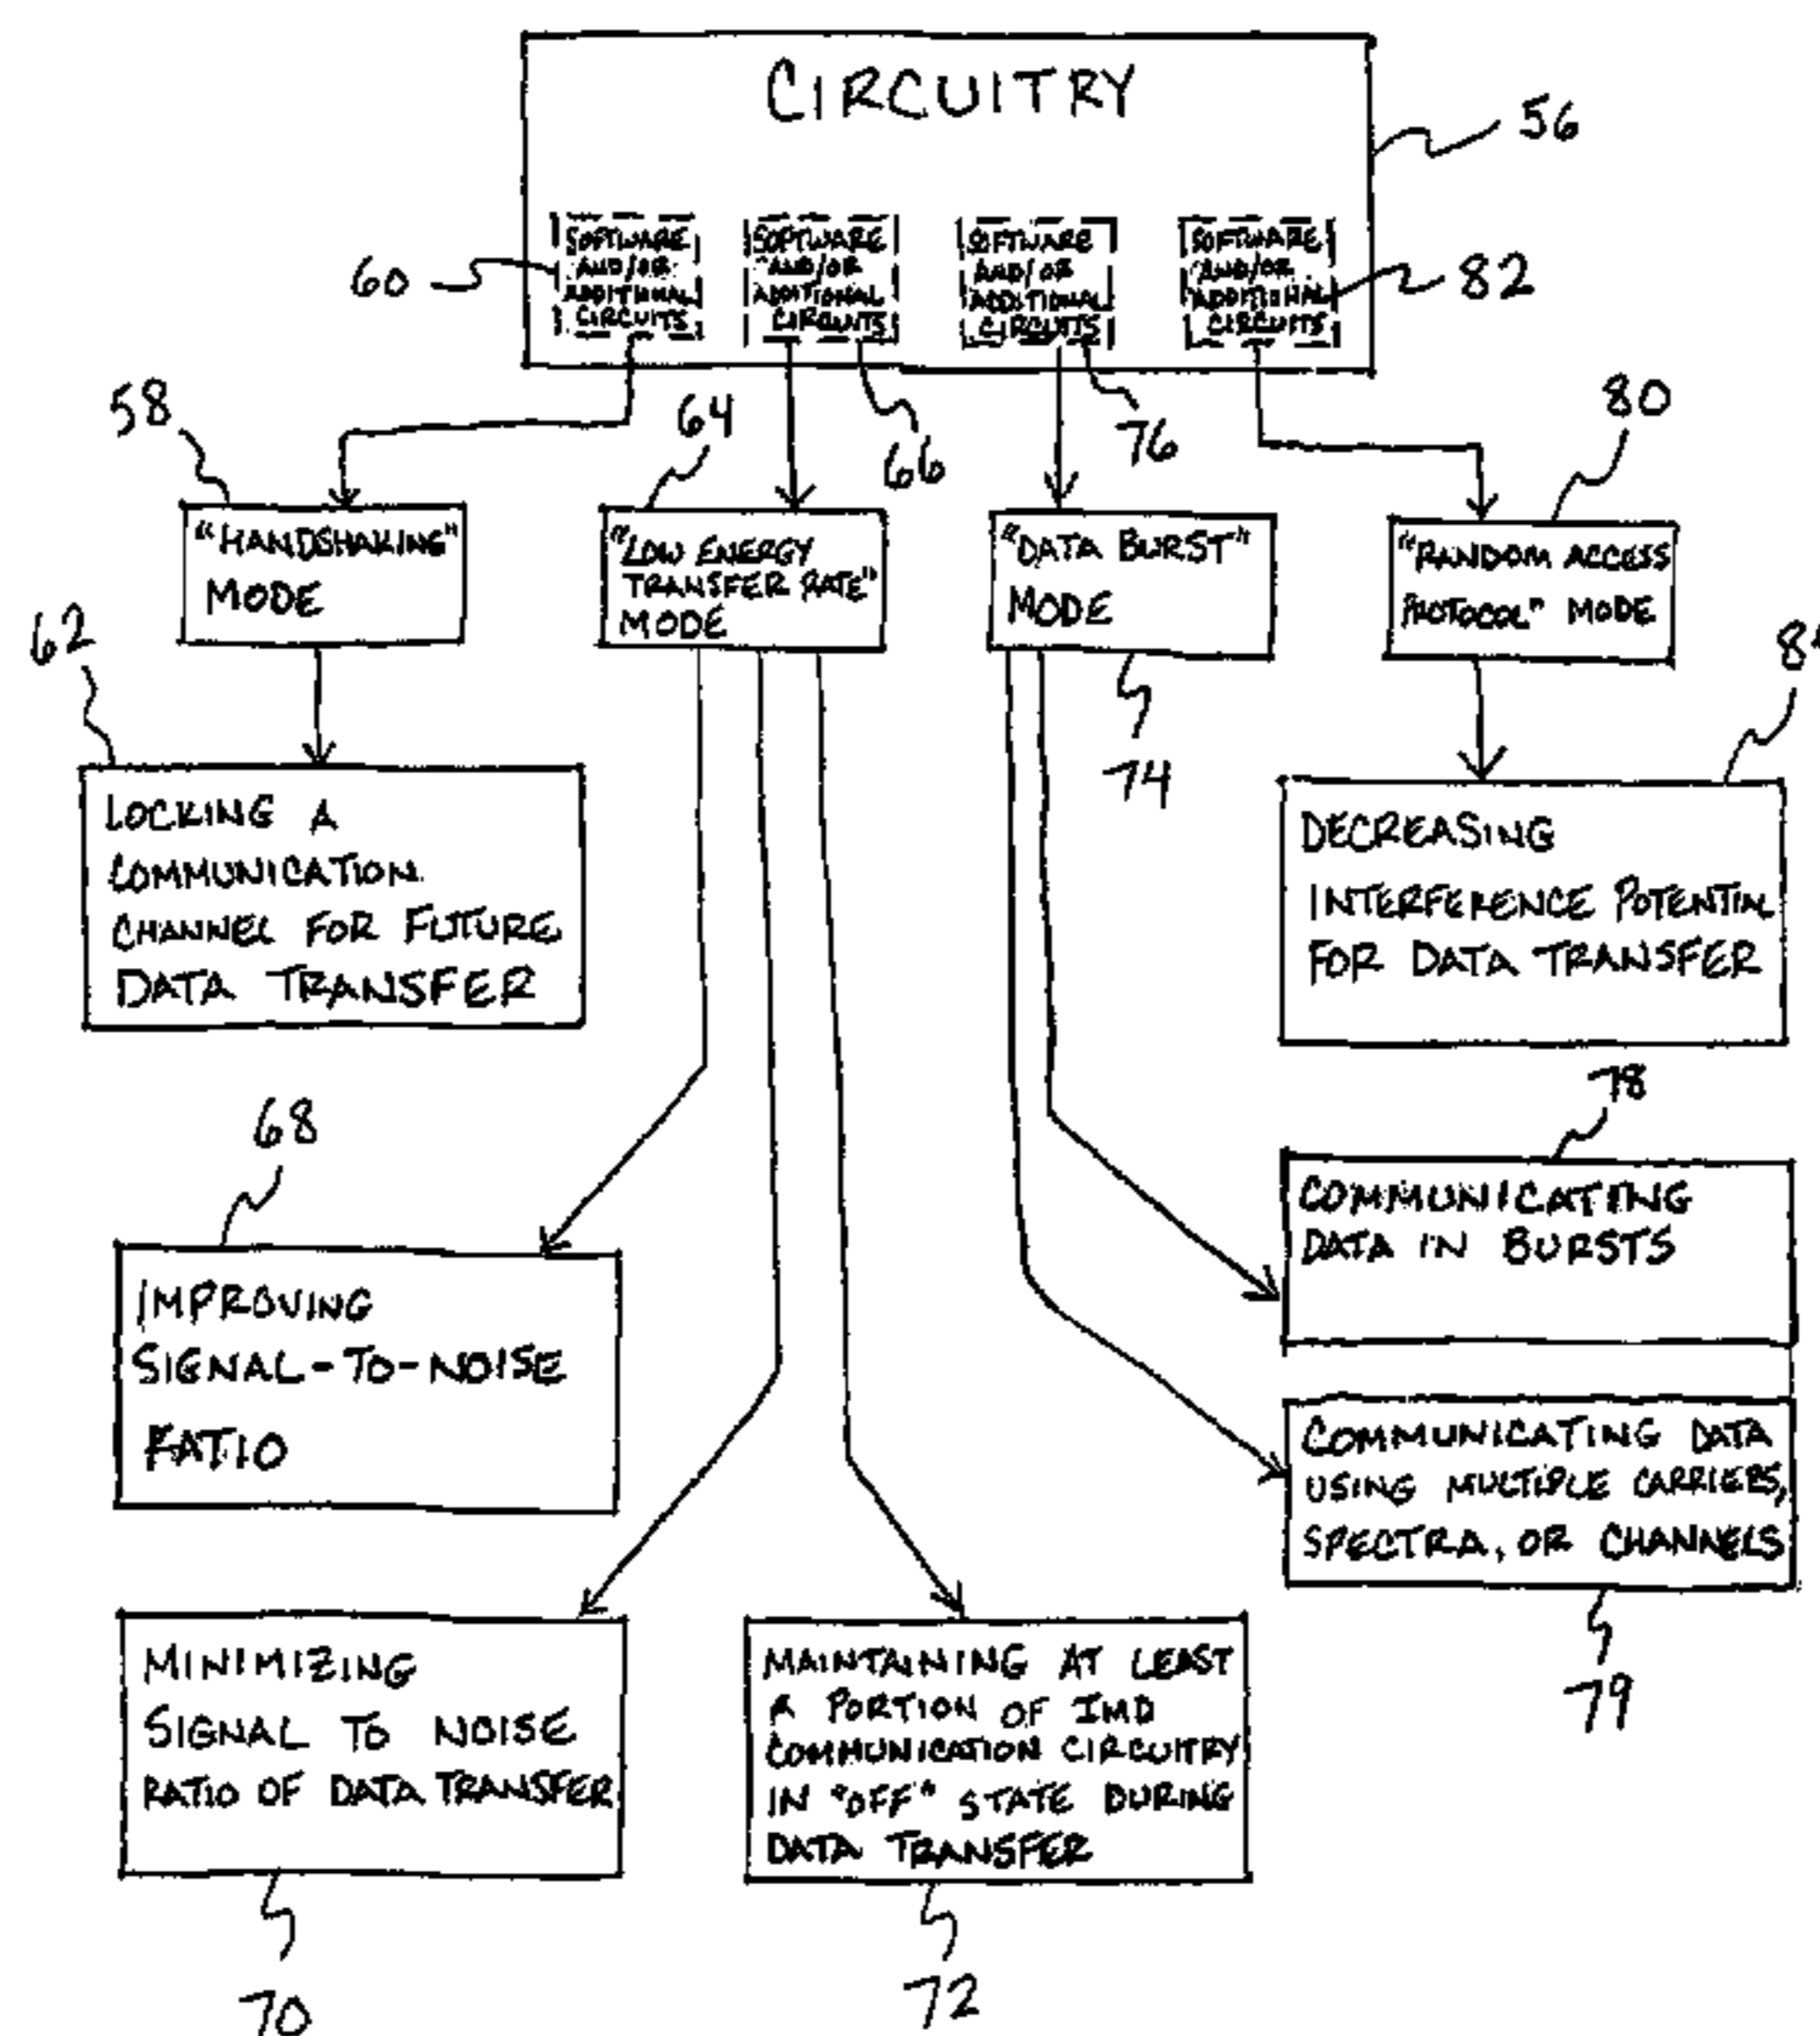 CIRCUITRY
56
SOFTWARE
AND/OR
ADDITIONAL
CIRCUITS
SOFTWARE
AND/OR
ADDITIONAL
CIRCUITS
SOFTWARE
AND/OR
ADDITIONAL
CIRCUITS
SOFTWARE
AND/OR
ADDITIONAL
CIRCUITS
60
82
58
64
66
76
80
"HANDSHAKING"
MODE
"LOW ENERGY
TRANSFER RATE"
MODE
"DATA BURST"
MODE
"RANDOM ACCESS
PROTOCOL" MODE
62
74
LOCKING A
COMMUNICATION
CHANNEL FOR FUTURE
DATA TRANSFER
DECREASING
INTERFERENCE POTENTIAL
FOR DATA TRANSFER
68
78
IMPROVING
SIGNAL-TO-NOISE
RATIO
COMMUNICATING
DATA IN BURSTS
COMMUNICATING DATA
USING MULTIPLE CARRIERS,
SPECTRA, OR CHANNELS
79
MINIMIZING
SIGNAL TO NOISE
RATIO OF DATA TRANSFER
MAINTAINING AT LEAST
A PORTION OF IMD
COMMUNICATION CIRCUITRY
IN "OFF" STATE DURING
DATA TRANSFER
70
72